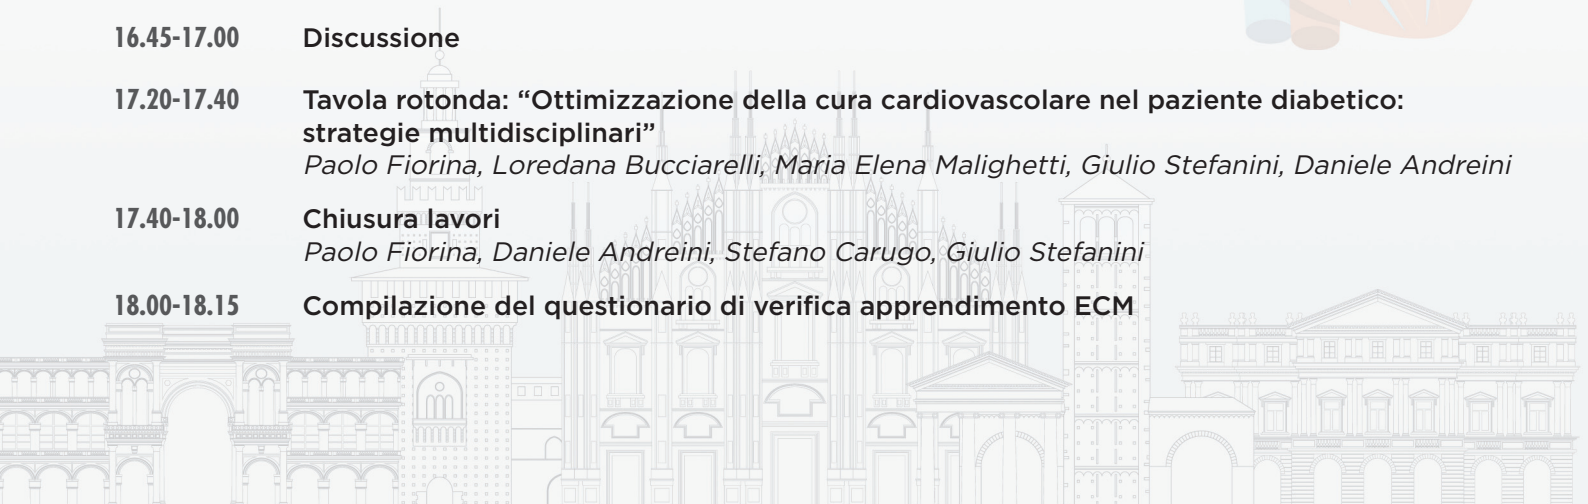 16.45-17.00 Discussione
17.20-17.40 Tavola rotonda: “Ottimizzazione della cura cardiovascolare nel paziente diabetico:
strategie multidisciplinari”
Paolo Fiorina, Loredana Bucciarelli, Maria Elena Malighetti, Giulio Stefanini, Daniele Andreini
17.40-18.00 Chiusura lavori
Paolo Fiorina, Daniele Andreini, Stefano Carugo, Giulio Stefanini
18.00-18.15 Compilazione del questionario di verifica apprendimento ECM